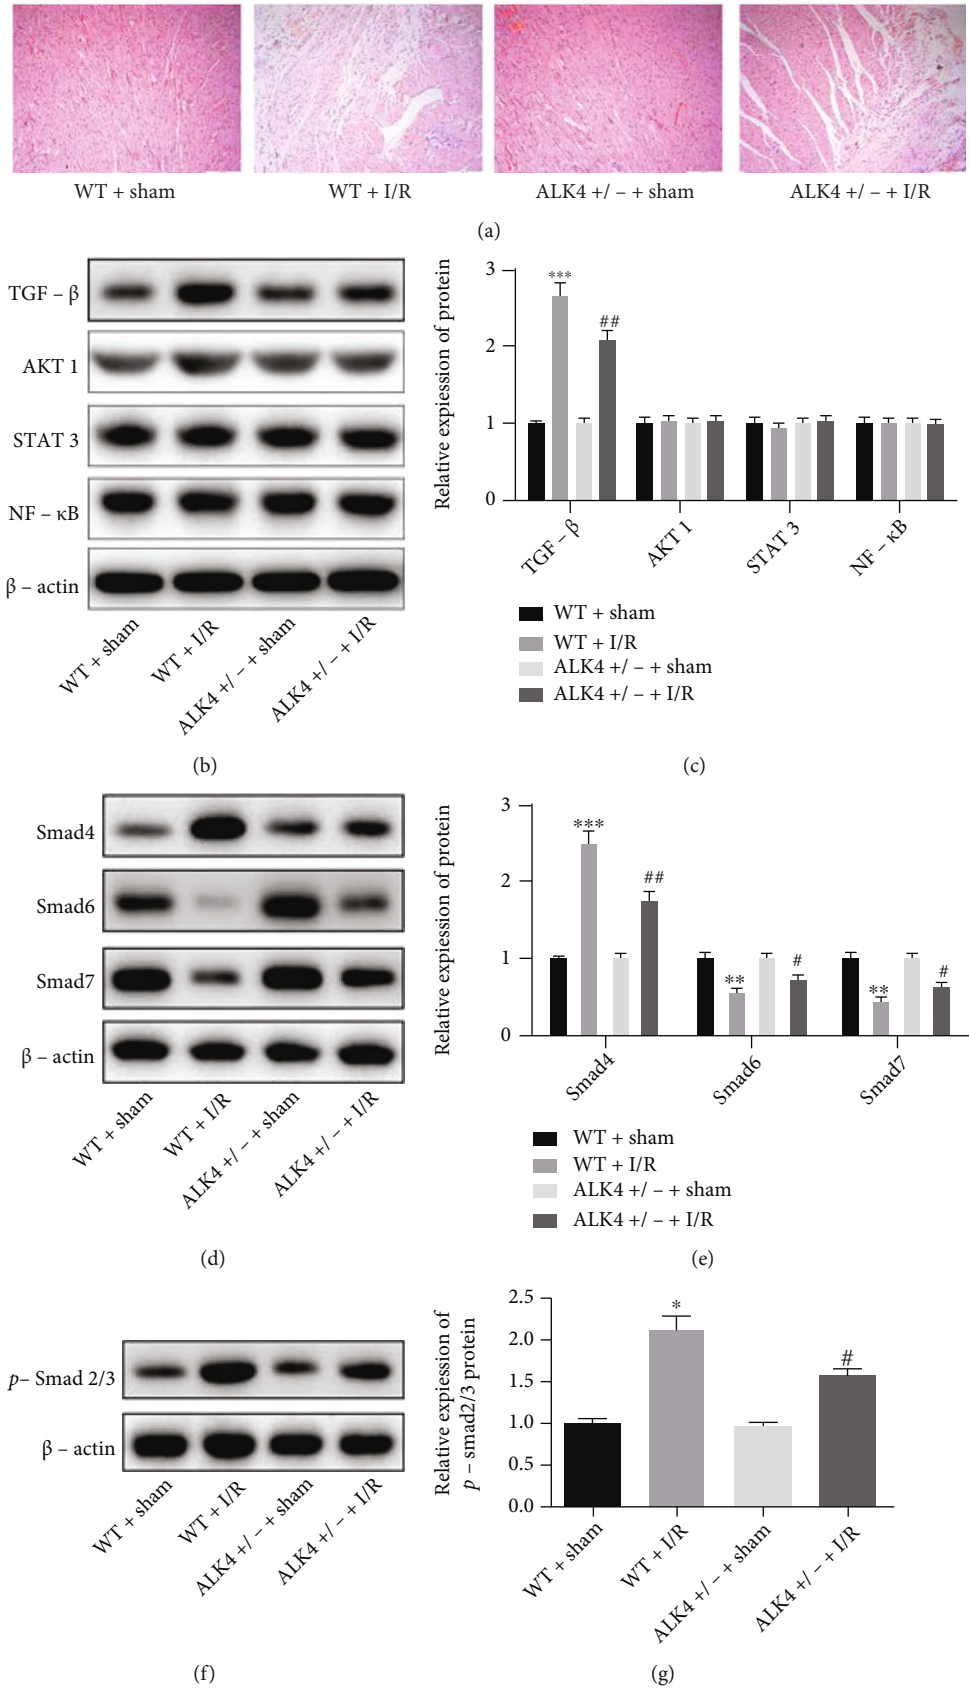 WT + sham
WT + I/R
ALK4 +/ – + sham
ALK4 +/ – + I/R
(a)
TGF – β
AKT 1
STAT 3
NF – κB
β – actin
WT + sham
WT + I/R
ALK4 +/ – + sham
ALK4 +/ – + I/R
(b)
Relative expiession of protein
3
2
1
0
***
##
TGF – β
AKT 1
STAT 3
NF – κB
WT + sham
WT + I/R
ALK4 +/ – + sham
ALK4 +/ – + I/R
(c)
Smad4
Smad6
Smad7
β – actin
WT + sham
WT + I/R
ALK4 +/ – + sham
ALK4 +/ – + I/R
(d)
Relative expiession of protein
3
2
1
0
***
##
**
#
**
#
Smad4
Smad6
Smad7
WT + sham
WT + I/R
ALK4 +/ – + sham
ALK4 +/ – + I/R
(e)
p– Smad 2/3
β – actin
WT + sham
WT + I/R
ALK4 +/ – + sham
ALK4 +/ – + I/R
(f)
Relative expiession of
p – smad2/3 protein
2.5
2.0
1.5
1.0
0.5
0.0
*
#
WT + sham
WT + I/R
ALK4 +/ – + sham
ALK4 +/ – + I/R
(g)